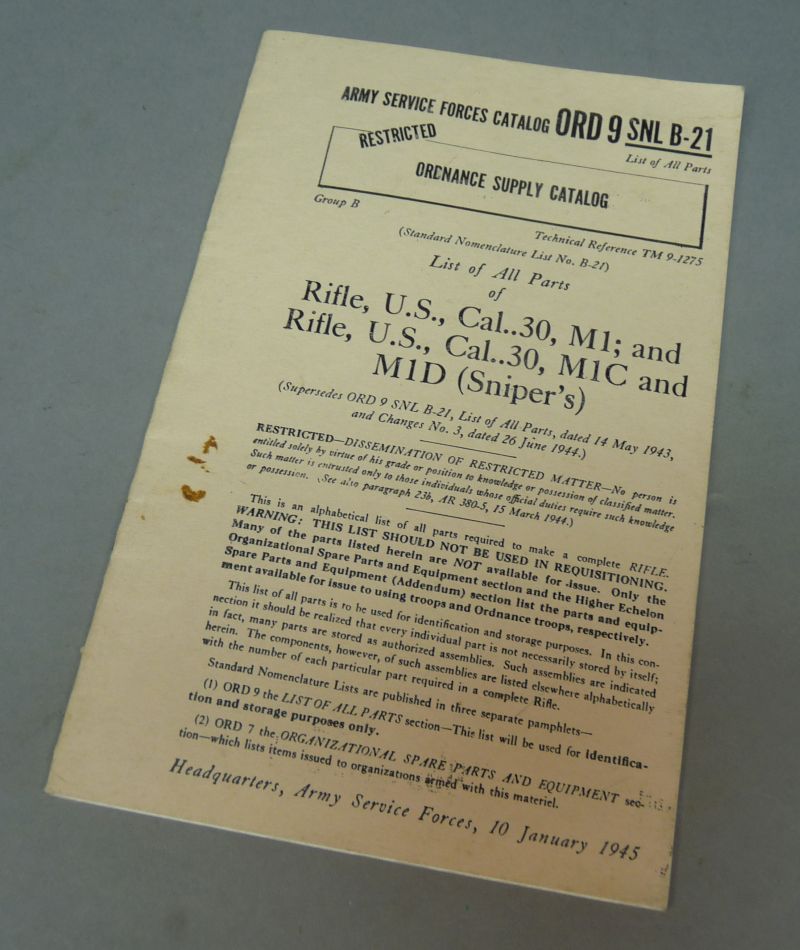 ARMY SERVICE FORCES CATALOG ORD 9 SNL B-21
List of All Parts
RESTRICTED
ORDNANCE SUPPLY CATALOG
Group B
Technical Reference TM 9-1275
(Standard Nomenclature List No. B-21)
List of All Parts
of
Rifle, U.S., Cal..30, M1; and
Rifle, U.S., Cal..30, M1C and
M1D (Sniper's)
(Supersedes ORD 9 SNL B-21, List of All Parts, dated 14 May 1943,
and Changes No. 3, dated 26 June 1944.)
RESTRICTED—DISSEMINATION OF RESTRICTED MATTER—No person is
entitled solely by virtue of his grade or position to knowledge or possession of classified matter.
Such matter is entrusted only to those individuals whose official duties require such knowledge
or possession. (See also paragraph 23b, AR 380-5, 15 March 1944.)
This is an alphabetical list of all parts required to make a complete RIFLE.
WARNING: THIS LIST SHOULD NOT BE USED IN REQUISITIONING.
Many of the parts listed herein are NOT available for issue. Only the
Organizational Spare Parts and Equipment section and the Higher Echelon
Spare Parts and Equipment (Addendum) section list the parts and equip-
ment available for issue to using troops and Ordnance troops, respectively.
This list of all parts is to be used for identification and storage purposes. In this con-
nection it should be realized that every individual part is not necessarily stored by itself;
in fact, many parts are stored as authorized assemblies. Such assemblies are indicated
herein. The components, however, of such assemblies are listed elsewhere alphabetically
with the number of each particular part required in a complete Rifle.
Standard Nomenclature Lists are published in three separate pamphlets—
(1) ORD 9 the LIST OF ALL PARTS section—This list will be used for identifica-
tion and storage purposes only.
(2) ORD 7 the ORGANIZATIONAL SPARE PARTS AND EQUIPMENT sec-
tion—which lists items issued to organizations armed with this materiel.
Headquarters, Army Service Forces, 10 January 1945